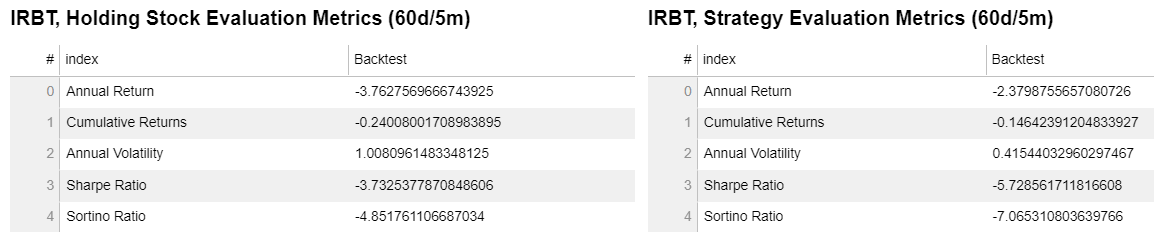 IRBT, Holding Stock Evaluation Metrics (60d/5m)
# index Backtest
0 Annual Return -3.7627569666743925
1 Cumulative Returns -0.24008001708983895
2 Annual Volatility 1.0080961483348125
3 Sharpe Ratio -3.7325377870848606
4 Sortino Ratio -4.851761106687034
IRBT, Strategy Evaluation Metrics (60d/5m)
# index Backtest
0 Annual Return -2.3798755657080726
1 Cumulative Returns -0.14642391204833927
2 Annual Volatility 0.41544032960297467
3 Sharpe Ratio -5.728561711816608
4 Sortino Ratio -7.065310803639766